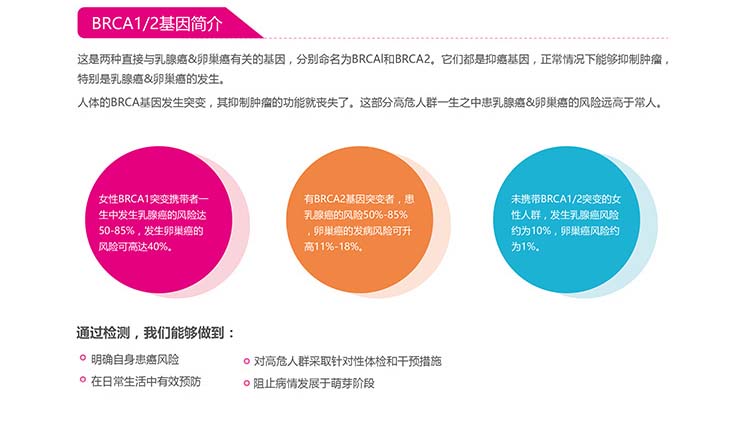 BRCA1/2基因简介
这是两种直接与乳腺癌&卵巢癌有关的基因，分别命名为BRCAl和BRCA2。它们都是抑癌基因，正常情况下能够抑制肿瘤，
特别是乳腺癌&卵巢癌的发生。
人体的BRCA基因发生突变，其抑制肿瘤的功能就丧失了。这部分高危人群一生之中患乳腺癌&卵巢癌的风险远高于常人。
女性BRCA1突变携带者一
生中发生乳腺癌的风险达
50-85%，发生卵巢癌的
风险可高达40%。
有BRCA2基因突变者，患
乳腺癌的风险50%-85%
，卵巢癌的发病风险可升
高11%-18%。
未携带BRCA1/2突变的女
性人群，发生乳腺癌风险
约为10%，卵巢癌风险约
为1%。
通过检测，我们能够做到：
明确自身患癌风险
对高危人群采取针对性体检和干预措施
在日常生活中有效预防
阻止病情发展于萌芽阶段